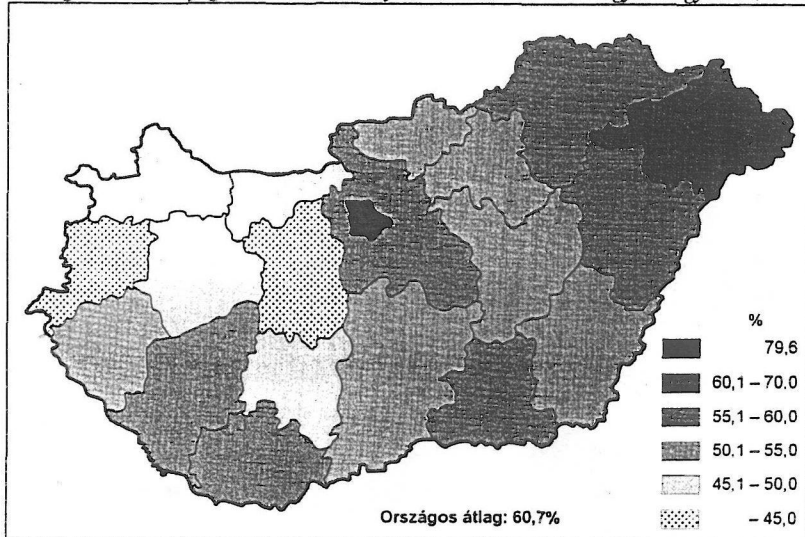 %
79,6
60,1 – 70,0
55,1 – 60,0
50,1 – 55,0
45,1 – 50,0
– 45,0
Országos átlag: 60,7%